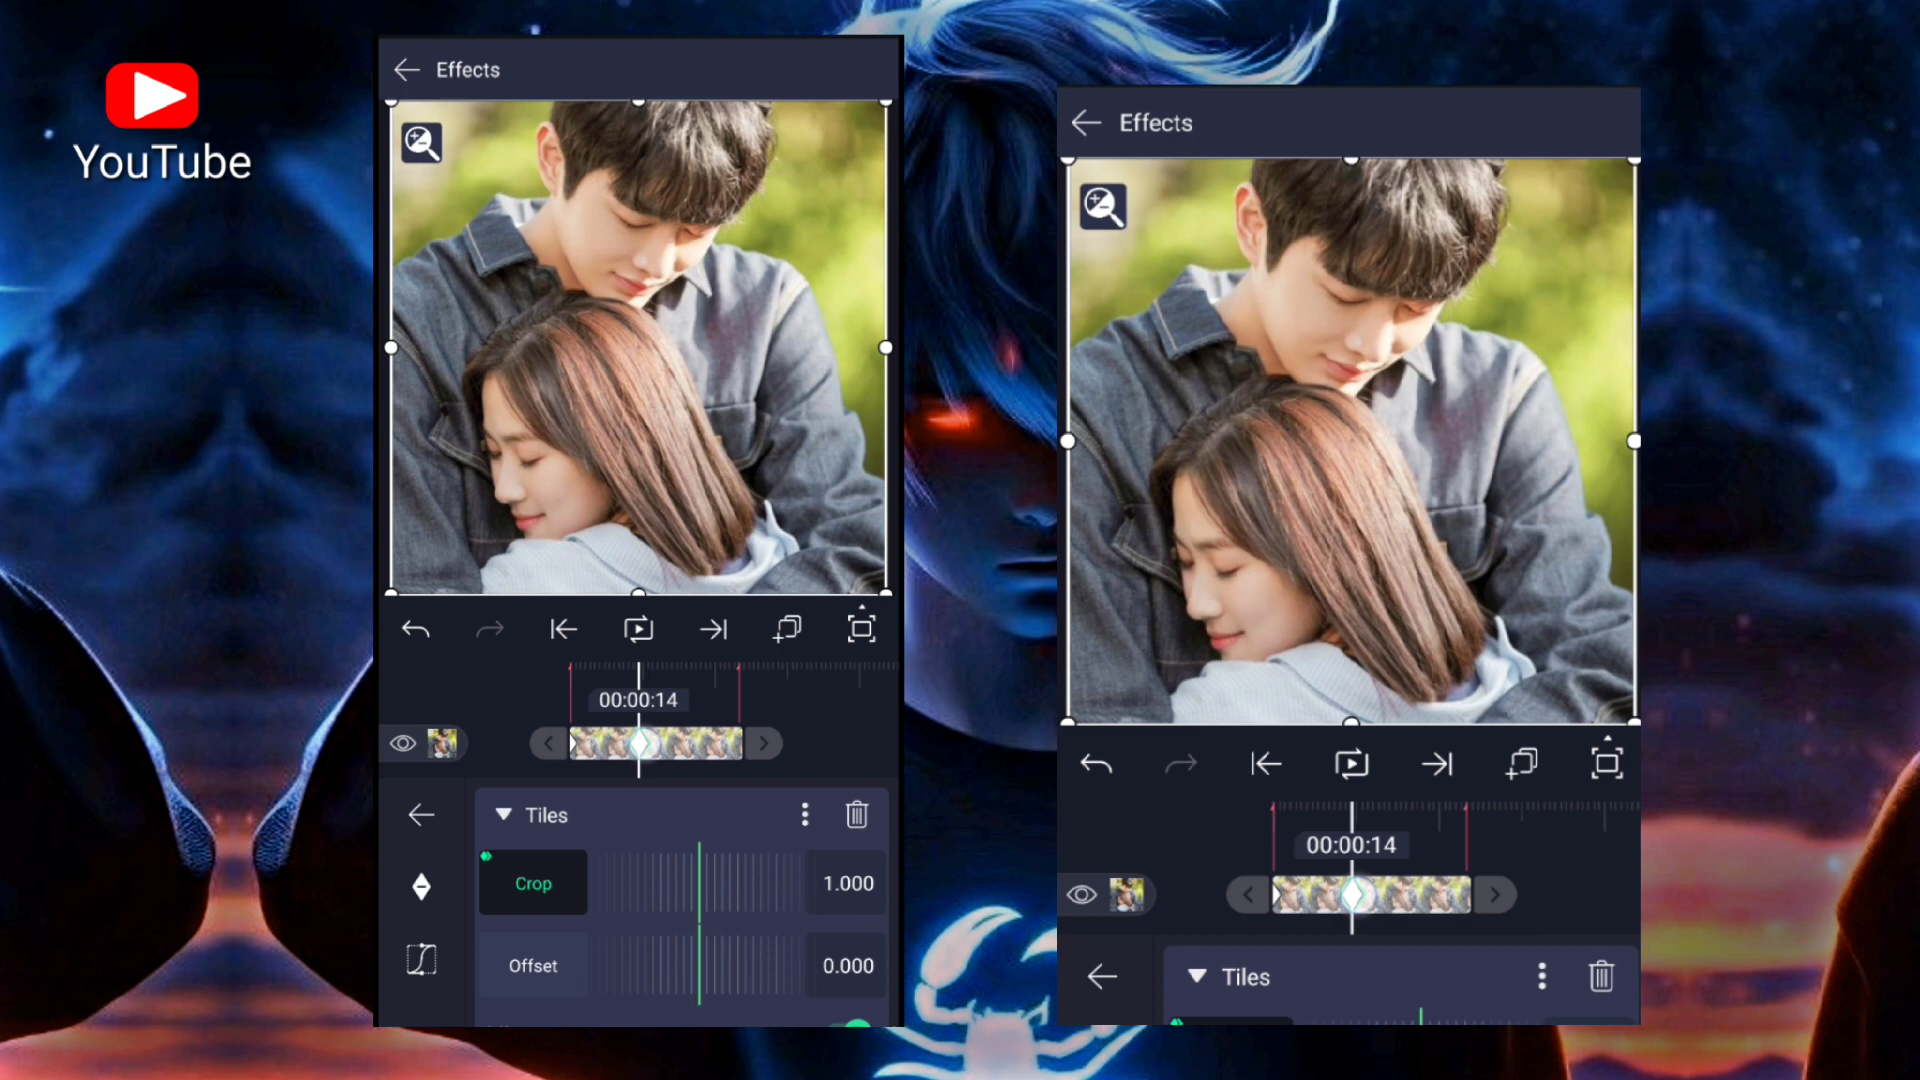 YouTube
Effects
00:00:14
Tiles
Crop
1.000
Offset
0.000
Effects
00:00:14
Tiles